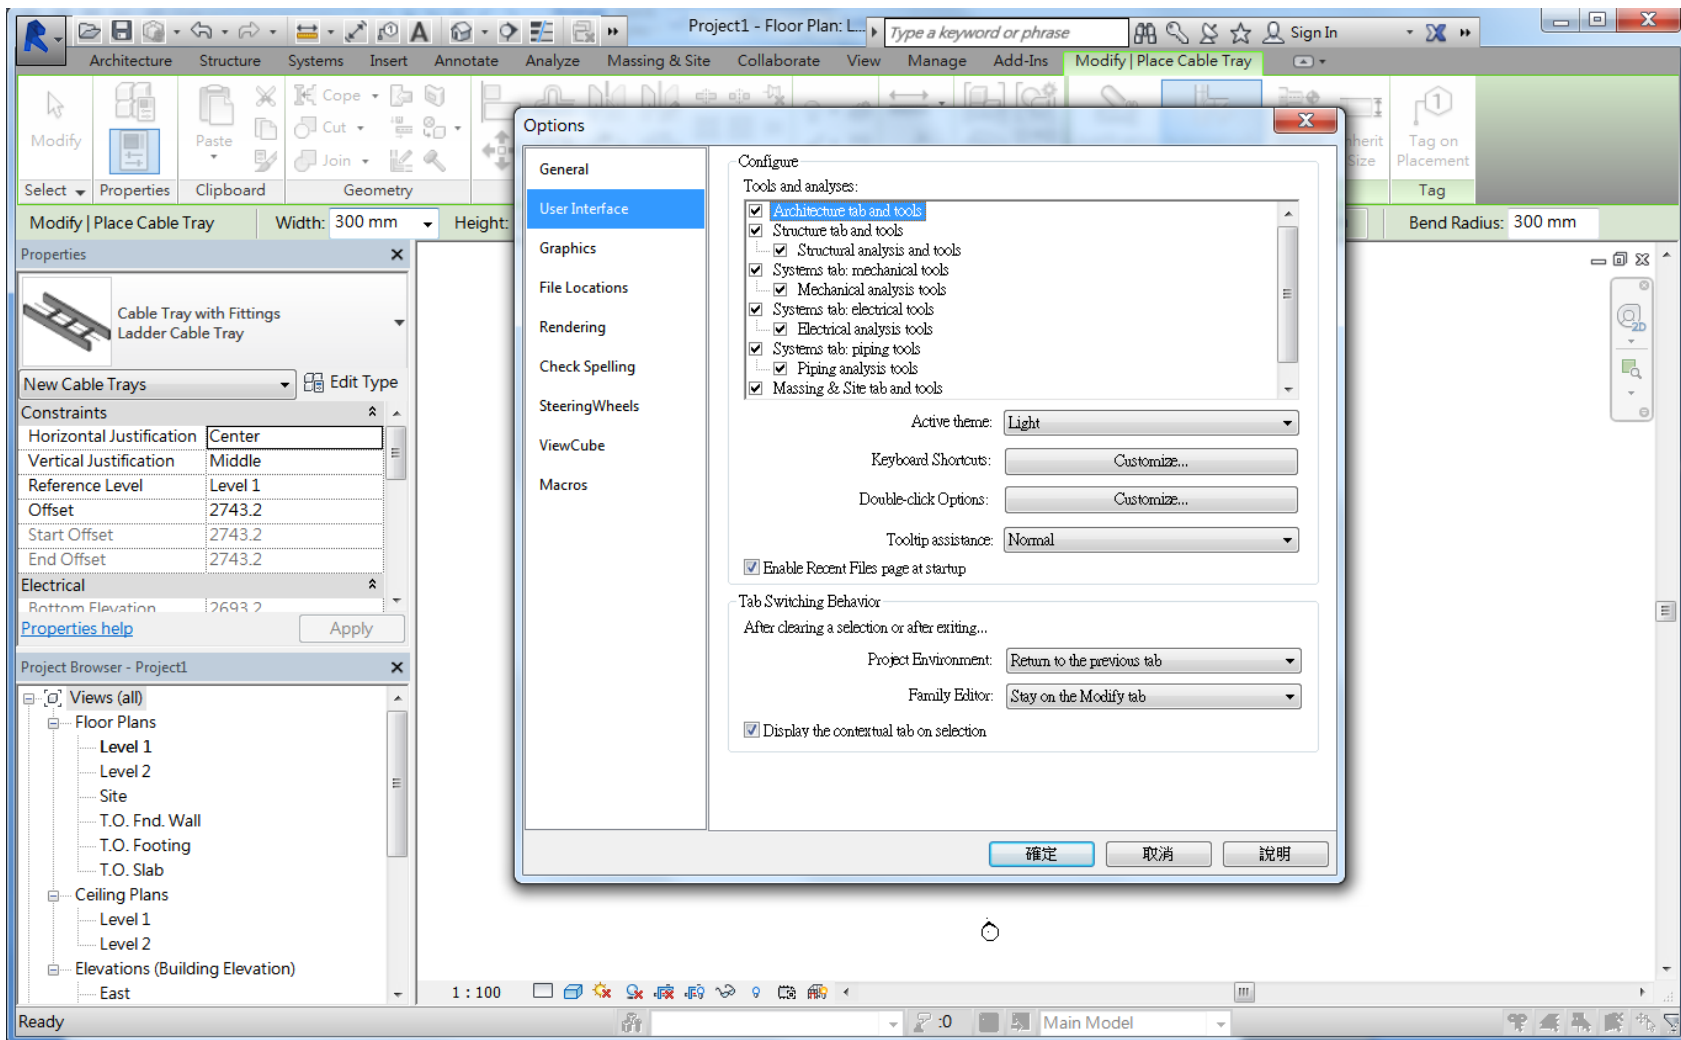 Project1 - Floor Plan: L...
Type a keyword or phrase
Sign In
Architecture Structure Systems Insert Annotate Analyze Massing & Site Collaborate View Manage Add-Ins Modify | Place Cable Tray
Modify
Paste
Cope
Cut
Join
Tag on
Placement
Size
Select Properties Clipboard Geometry Tag
Modify | Place Cable Tray Width: 300 mm Height: Bend Radius: 300 mm
Properties
Cable Tray with Fittings
Ladder Cable Tray
New Cable Trays Edit Type
Constraints
Horizontal Justification Center
Vertical Justification Middle
Reference Level Level 1
Offset 2743.2
Start Offset 2743.2
End Offset 2743.2
Electrical
Bottom Elevation 2693.2
Properties help Apply
Project Browser - Project1
Views (all)
Floor Plans
Level 1
Level 2
Site
T.O. Fnd. Wall
T.O. Footing
T.O. Slab
Ceiling Plans
Level 1
Level 2
Elevations (Building Elevation)
East
Options
General
User Interface
Graphics
File Locations
Rendering
Check Spelling
SteeringWheels
ViewCube
Macros
Configure
Tools and analyses:
Architecture tab and tools
Structure tab and tools
Structural analysis and tools
Systems tab: mechanical tools
Mechanical analysis tools
Systems tab: electrical tools
Electrical analysis tools
Systems tab: piping tools
Piping analysis tools
Massing & Site tab and tools
Active theme: Light
Keyboard Shortcuts: Customize...
Double-click Options: Customize...
Tooltip assistance: Normal
Enable Recent Files page at startup
Tab Switching Behavior
After clearing a selection or after exiting...
Project Environment: Return to the previous tab
Family Editor: Stay on the Modify tab
Display the contextual tab on selection
確定 取消 說明
2D
1 : 100
Ready :0 Main Model